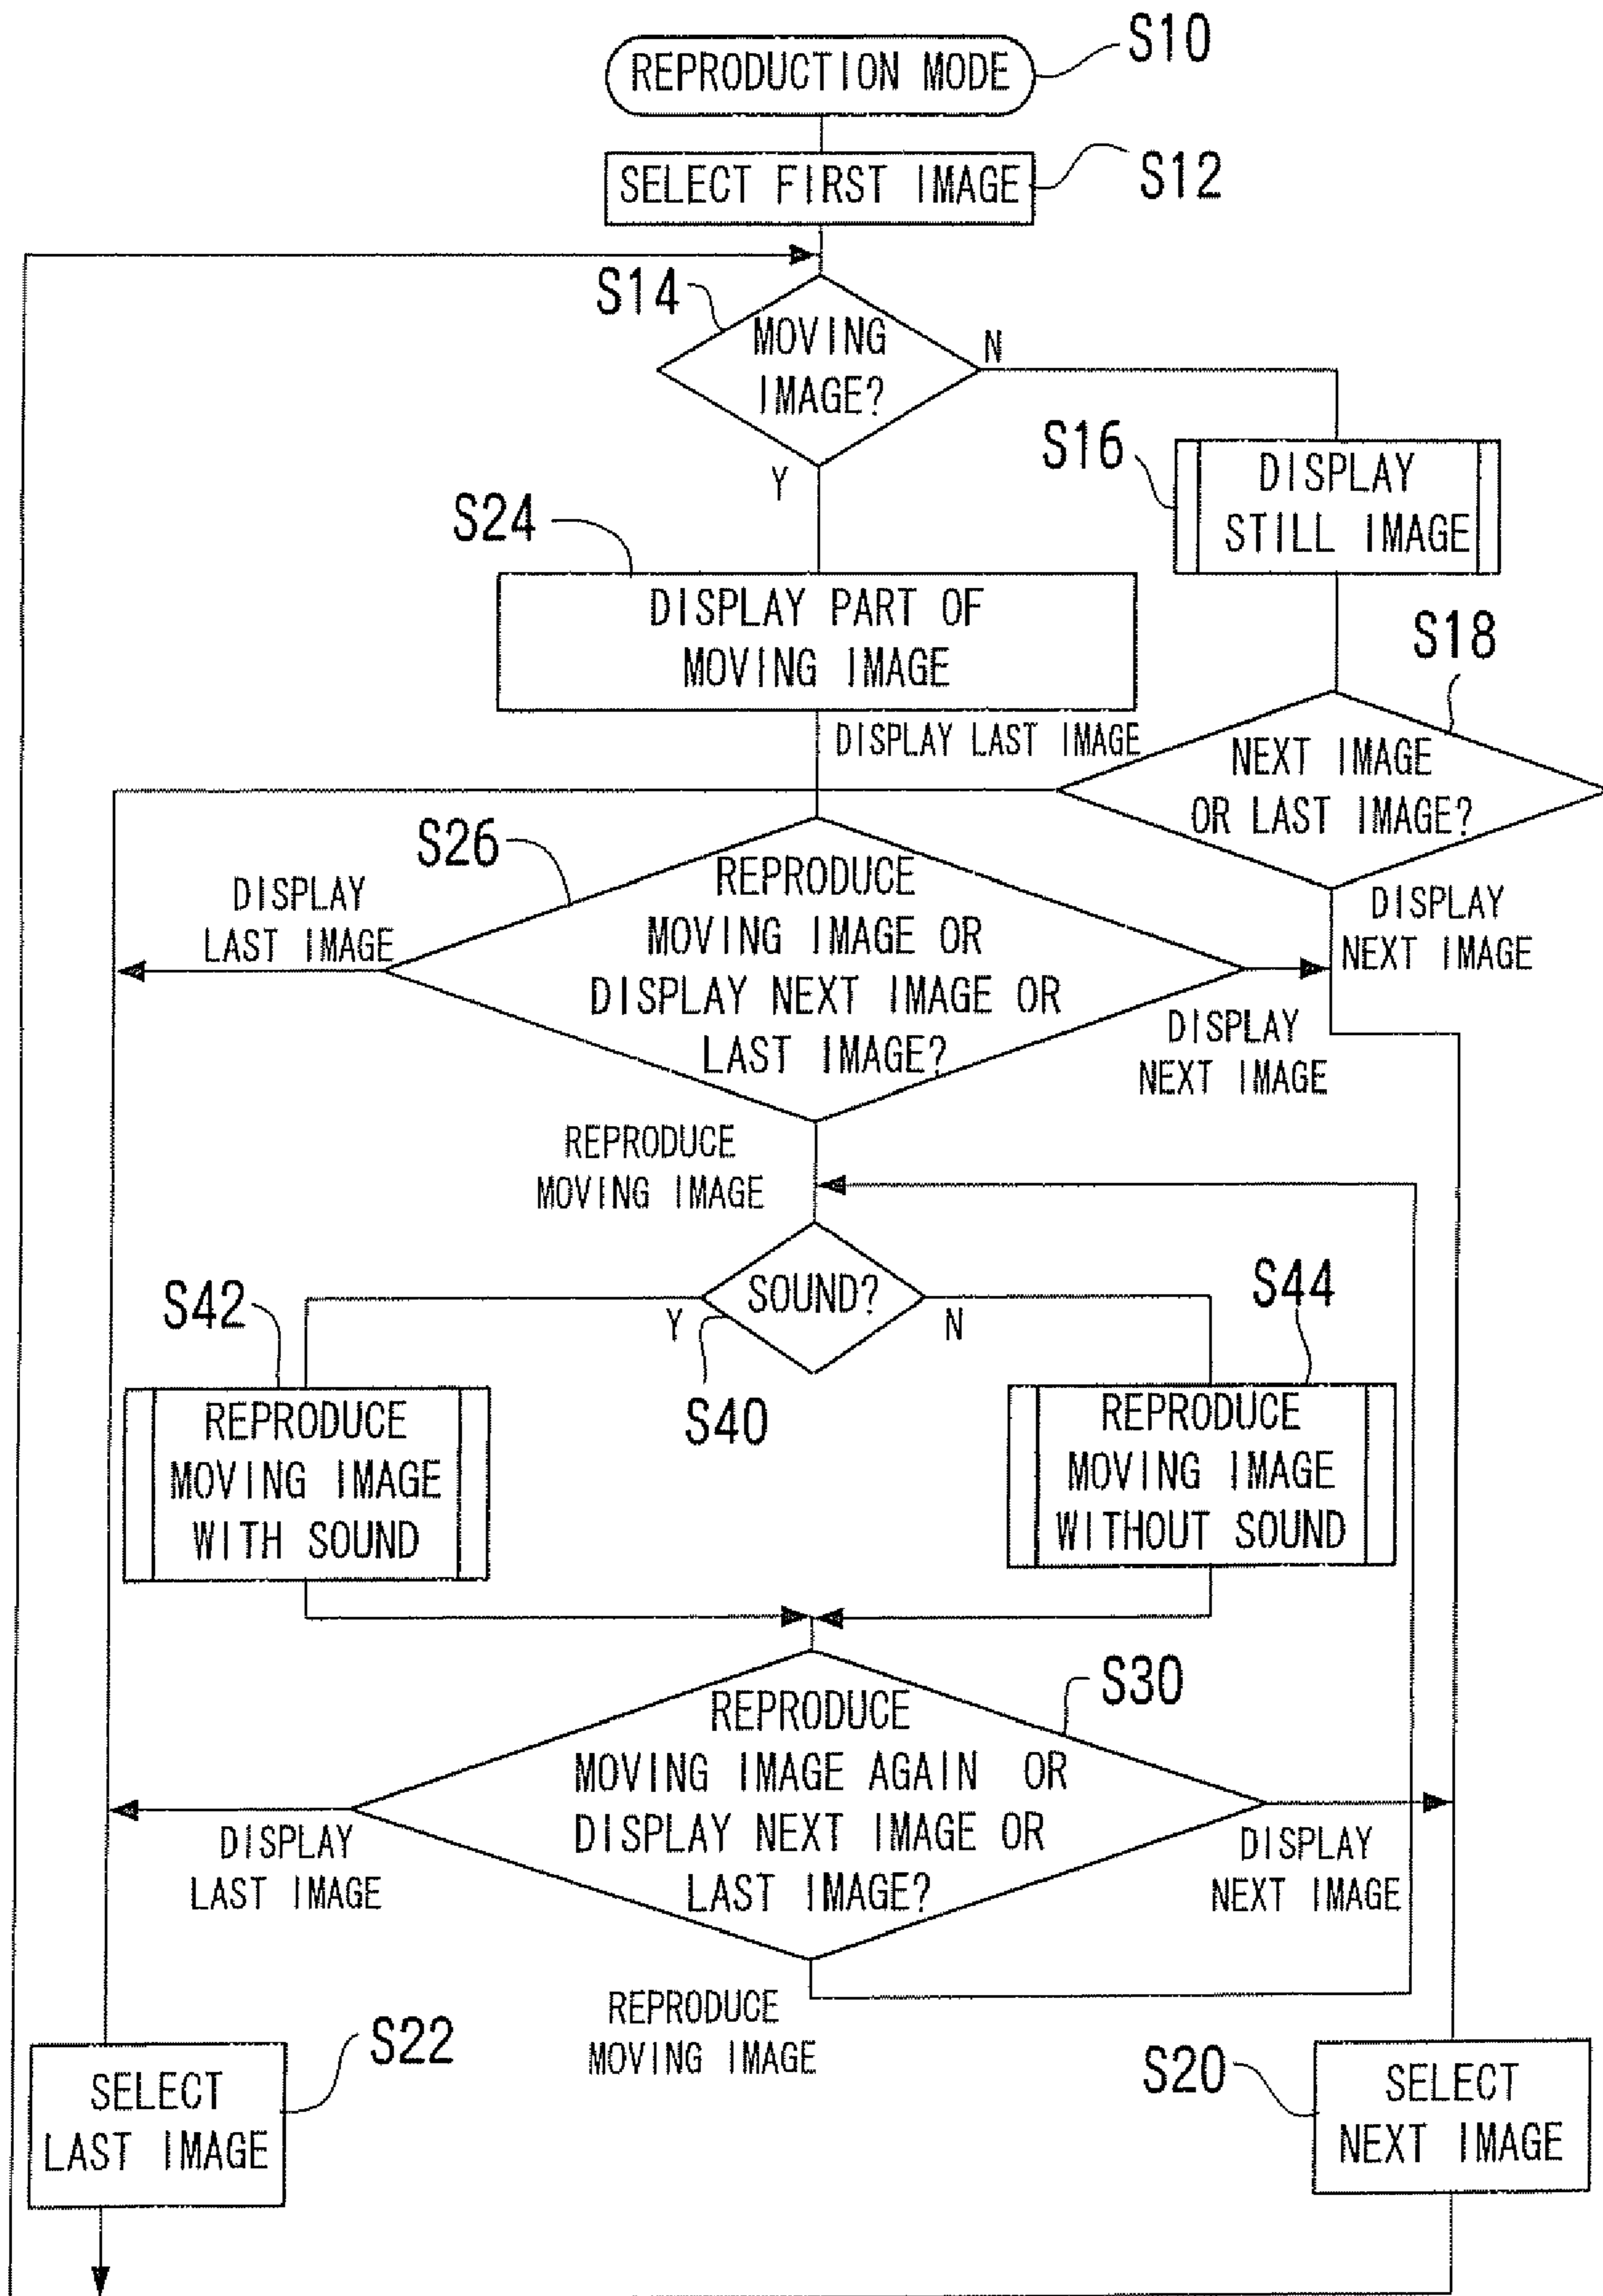 REPRODUCTION MODE
S10
SELECT FIRST IMAGE
S12
S14
MOVING
IMAGE?
N
Y
S16
DISPLAY
STILL IMAGE
S24
DISPLAY PART OF
MOVING IMAGE
S18
DISPLAY LAST IMAGE
NEXT IMAGE
OR LAST IMAGE?
S26
REPRODUCE
MOVING IMAGE OR
DISPLAY NEXT IMAGE OR
LAST IMAGE?
DISPLAY
LAST IMAGE
DISPLAY
NEXT IMAGE
DISPLAY
NEXT IMAGE
REPRODUCE
MOVING IMAGE
SOUND?
Y
N
S40
S42
REPRODUCE
MOVING IMAGE
WITH SOUND
S44
REPRODUCE
MOVING IMAGE
WITHOUT SOUND
S30
REPRODUCE
MOVING IMAGE AGAIN OR
DISPLAY NEXT IMAGE OR
LAST IMAGE?
DISPLAY
LAST IMAGE
DISPLAY
NEXT IMAGE
REPRODUCE
MOVING IMAGE
S22
SELECT
LAST IMAGE
S20
SELECT
NEXT IMAGE